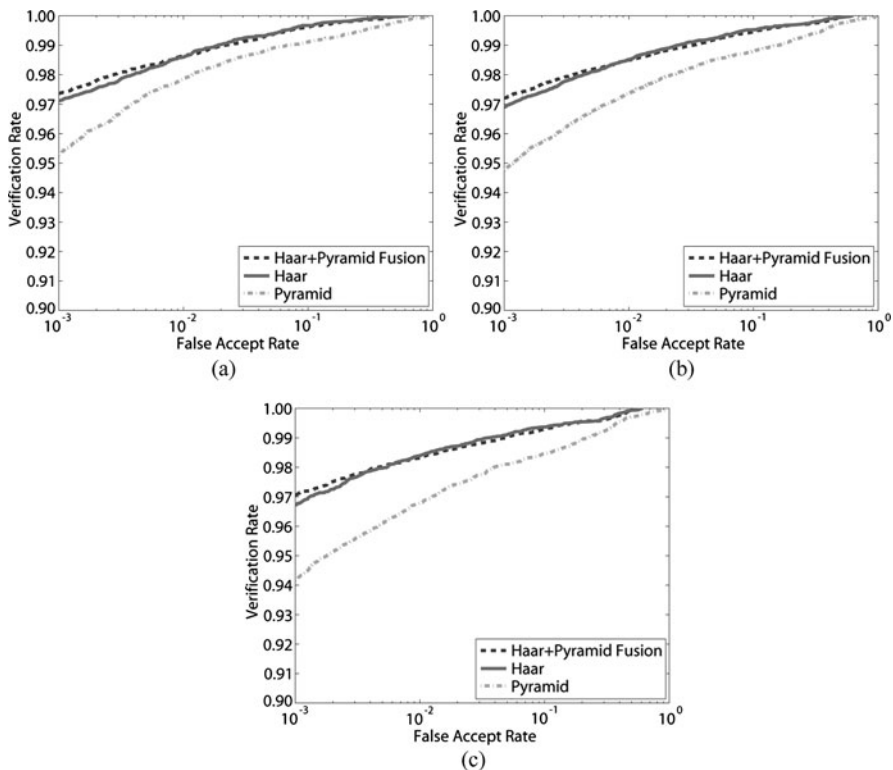 1.00
0.99
0.98
0.97
0.96
0.95
0.94
0.93
0.92
0.91
0.90
Verification Rate
Haar+Pyramid Fusion
Haar
Pyramid
10^-3 10^-2 10^-1 10^0
False Accept Rate
(a)
1.00
0.99
0.98
0.97
0.96
0.95
0.94
0.93
0.92
0.91
0.90
Verification Rate
Haar+Pyramid Fusion
Haar
Pyramid
10^-3 10^-2 10^-1 10^0
False Accept Rate
(b)
1.00
0.99
0.98
0.97
0.96
0.95
0.94
0.93
0.92
0.91
0.90
Verification Rate
Haar+Pyramid Fusion
Haar
Pyramid
10^-3 10^-2 10^-1 10^0
False Accept Rate
(c)